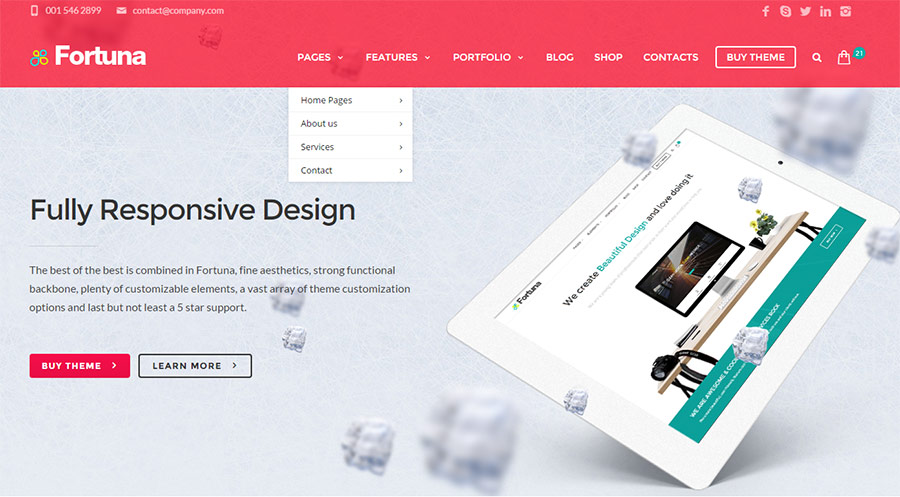 001 546 2899 contact@company.com
Fortuna PAGES FEATURES PORTFOLIO BLOG SHOP CONTACTS BUY THEME 21
Home Pages
About us
Services
Contact
Fully Responsive Design
The best of the best is combined in Fortuna, fine aesthetics, strong functional
backbone, plenty of customizable elements, a vast array of theme customization
options and last but not least a 5 star support.
BUY THEME LEARN MORE
Fortuna
We create Beautiful Design and love doing it
WE ARE AWESOME & COO